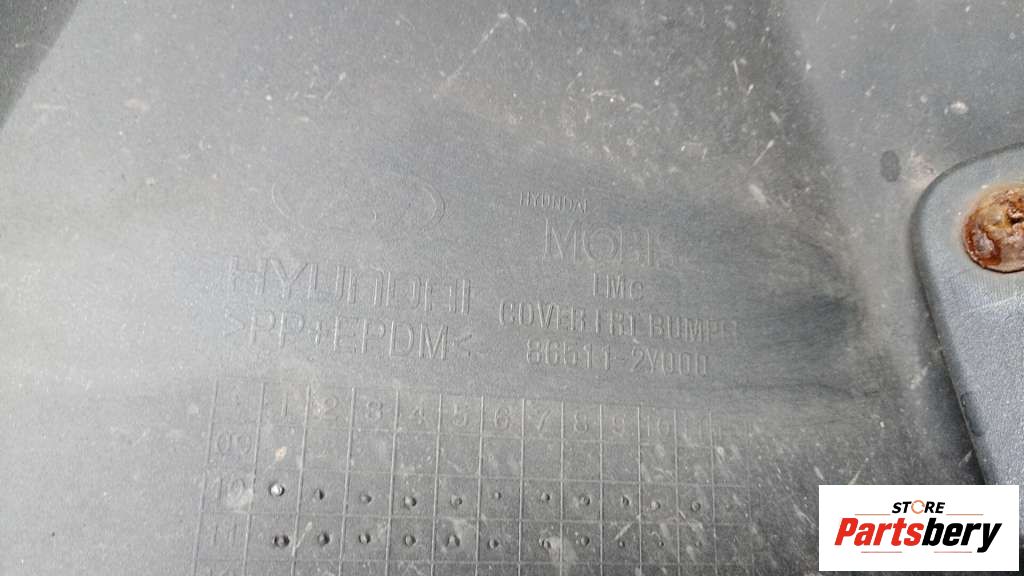 HYUNDAI
>PP+EPDM<
HYUNDAI
MOBIS
LMc
COVER FRT BUMPER
86511-2Y000
1 2 3 4 5 6 7 8 9 10 11
09
10
11
STORE
Partsbery